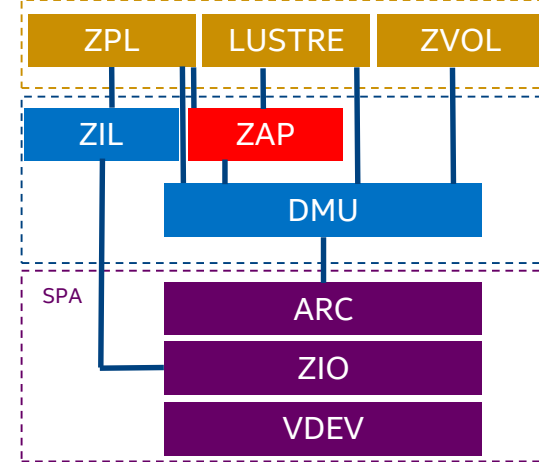 ZPL LUSTRE ZVOL
ZIL ZAP
DMU
SPA
ARC
ZIO
VDEV